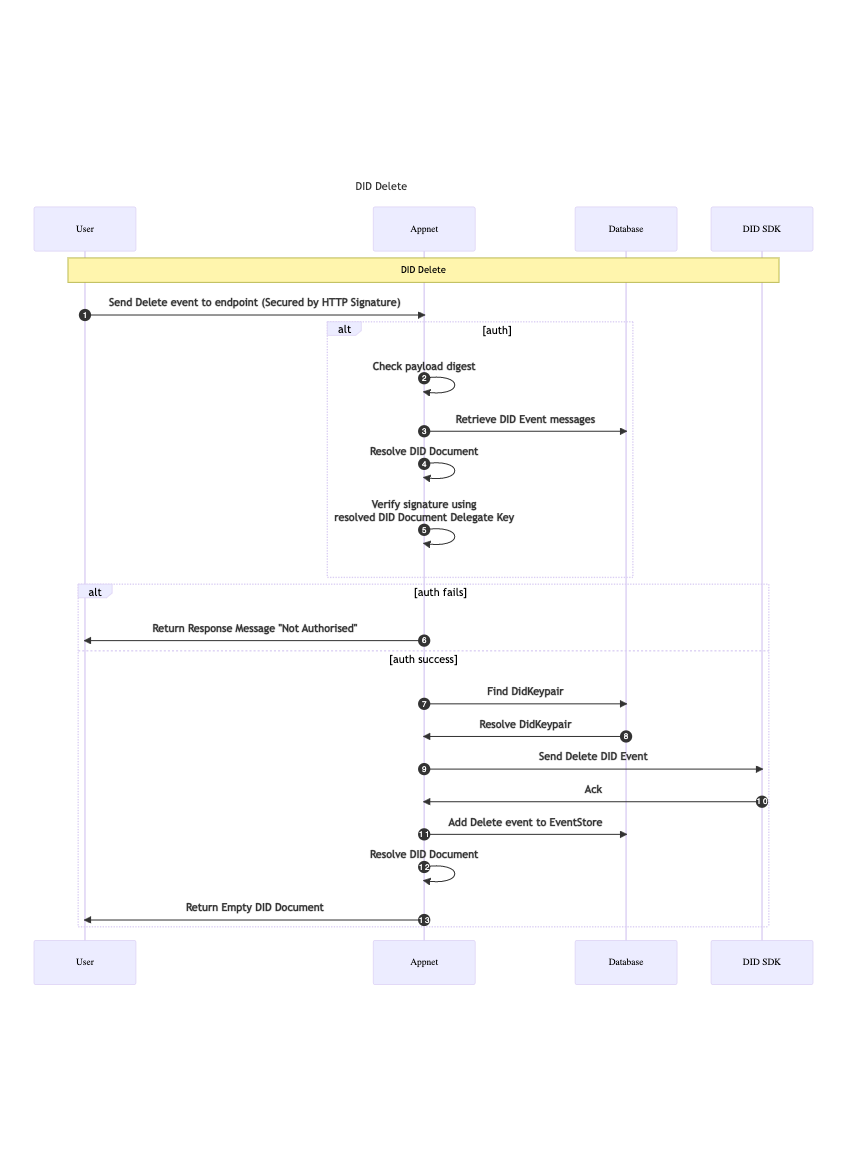 DID Delete
User
Appnet
Database
DID SDK
DID Delete
Send Delete event to endpoint (Secured by HTTP Signature)
1
alt
[auth]
Check payload digest
2
Retrieve DID Event messages
3
Resolve DID Document
4
Verify signature using
resolved DID Document Delegate Key
5
alt
[auth fails]
Return Response Message "Not Authorised"
6
[auth success]
Find DidKeypair
7
Resolve DidKeypair
8
Send Delete DID Event
9
Ack
10
Add Delete event to EventStore
11
Resolve DID Document
12
Return Empty DID Document
13
User
Appnet
Database
DID SDK